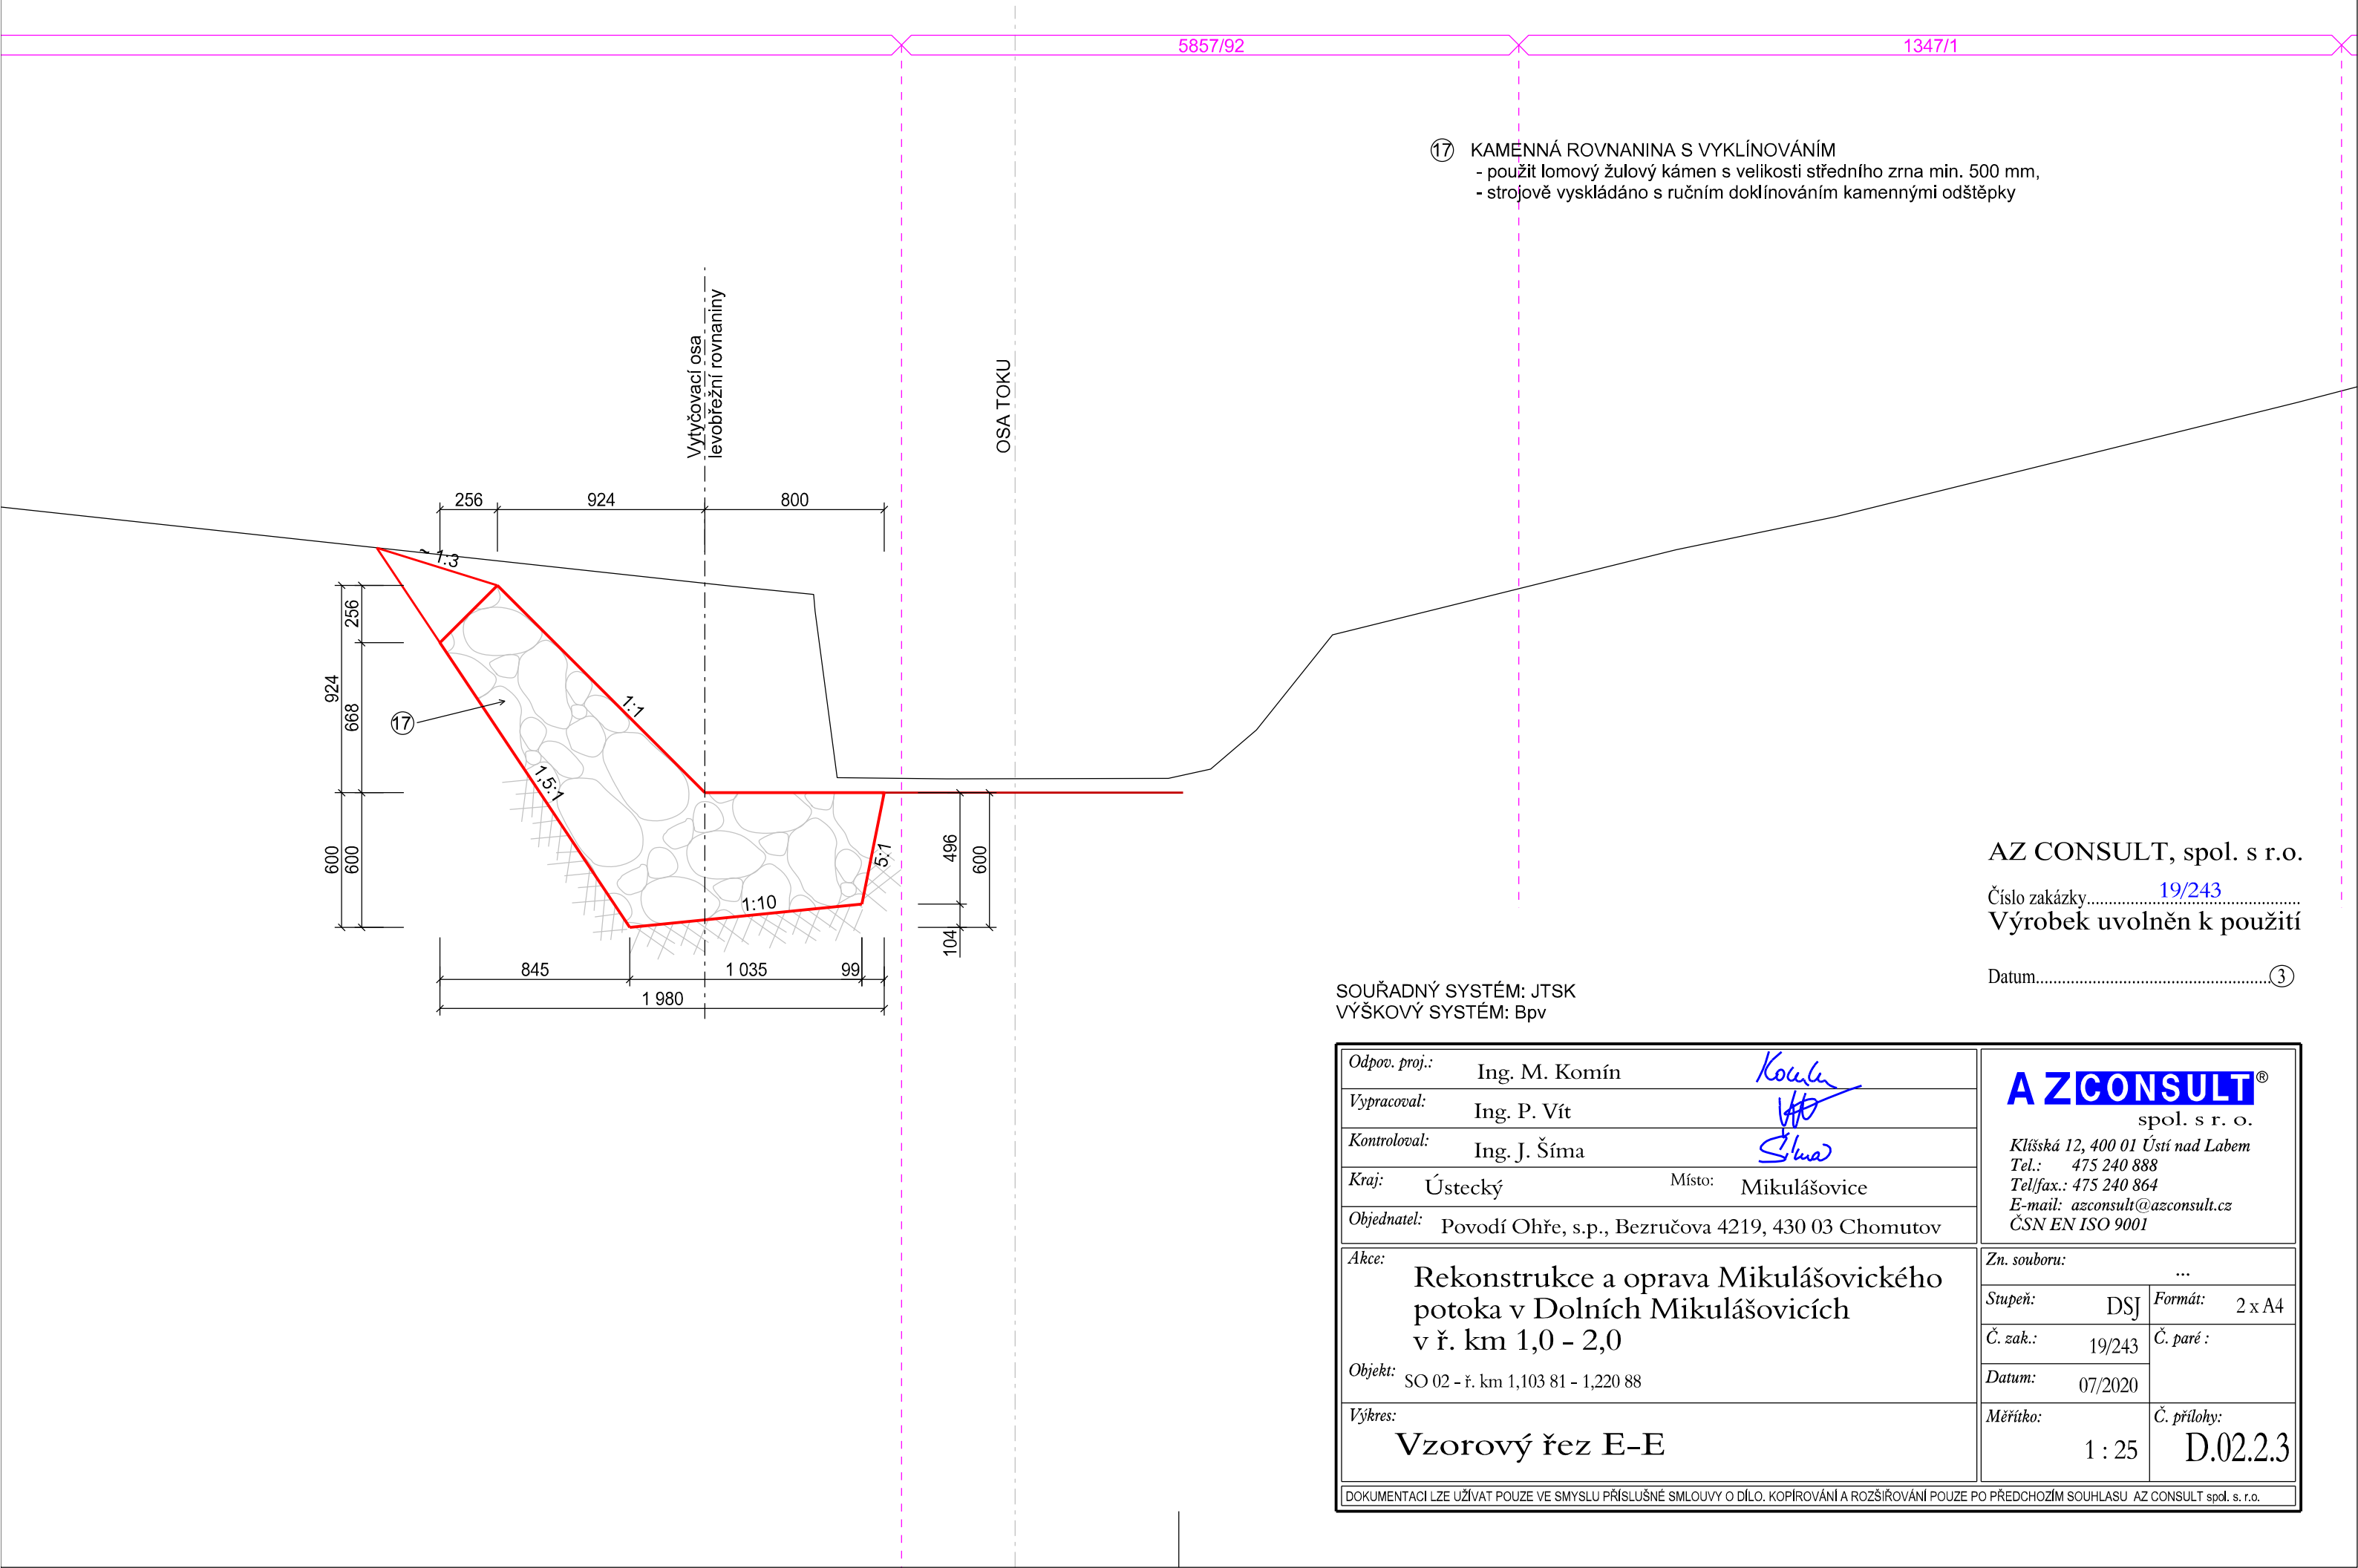 5857/92
1347/1
17 KAMENNÁ ROVNANINA S VYKLÍNOVÁNÍM
- použit lomový žulový kámen s velikosti středního zrna min. 500 mm,
- strojově vyskládáno s ručním doklínováním kamennými odštěpky
Vytyčovací osa
levobřežní rovnaniny
OSA TOKU
256
924
800
~ 1:3
256
924
668
17
1:1
1,5:1
600
600
496
600
5:1
1:10
104
845
1 035
99
1 980
AZ CONSULT, spol. s r.o.
Číslo zakázky 19/243
Výrobek uvolněn k použití
Datum 3
SOUŘADNÝ SYSTÉM: JTSK
VÝŠKOVÝ SYSTÉM: Bpv
Odpov. proj.: Ing. M. Komín
Vypracoval: Ing. P. Vít
Kontroloval: Ing. J. Šíma
Kraj: Ústecký Místo: Mikulášovice
Objednatel: Povodí Ohře, s.p., Bezručova 4219, 430 03 Chomutov
AZ CONSULT ®
spol. s r. o.
Klíšská 12, 400 01 Ústí nad Labem
Tel.: 475 240 888
Tel/fax.: 475 240 864
E-mail: azconsult@azconsult.cz
ČSN EN ISO 9001
Akce:
Rekonstrukce a oprava Mikulášovického
potoka v Dolních Mikulášovicích
v ř. km 1,0 - 2,0
Objekt: SO 02 - ř. km 1,103 81 - 1,220 88
Výkres:
Vzorový řez E-E
Zn. souboru: ...
Stupeň: DSJ Formát: 2 x A4
Č. zak.: 19/243 Č. paré :
Datum: 07/2020
Měřítko: 1 : 25
Č. přílohy: D.02.2.3
DOKUMENTACI LZE UŽÍVAT POUZE VE SMYSLU PŘÍSLUŠNÉ SMLOUVY O DÍLO. KOPÍROVÁNÍ A ROZŠIŘOVÁNÍ POUZE PO PŘEDCHOZÍM SOUHLASU AZ CONSULT spol. s. r.o.